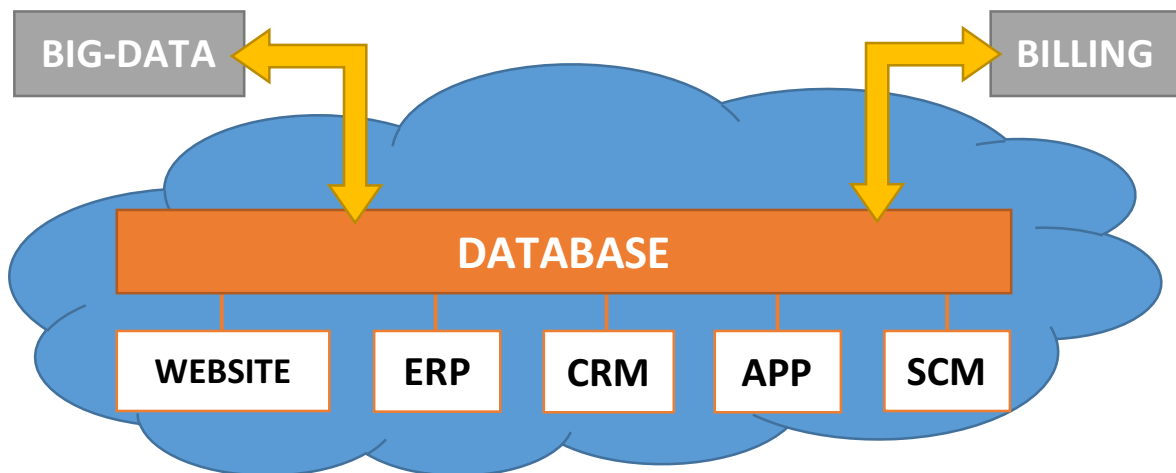 BIG-DATA
BILLING
DATABASE
WEBSITE
ERP
CRM
APP
SCM